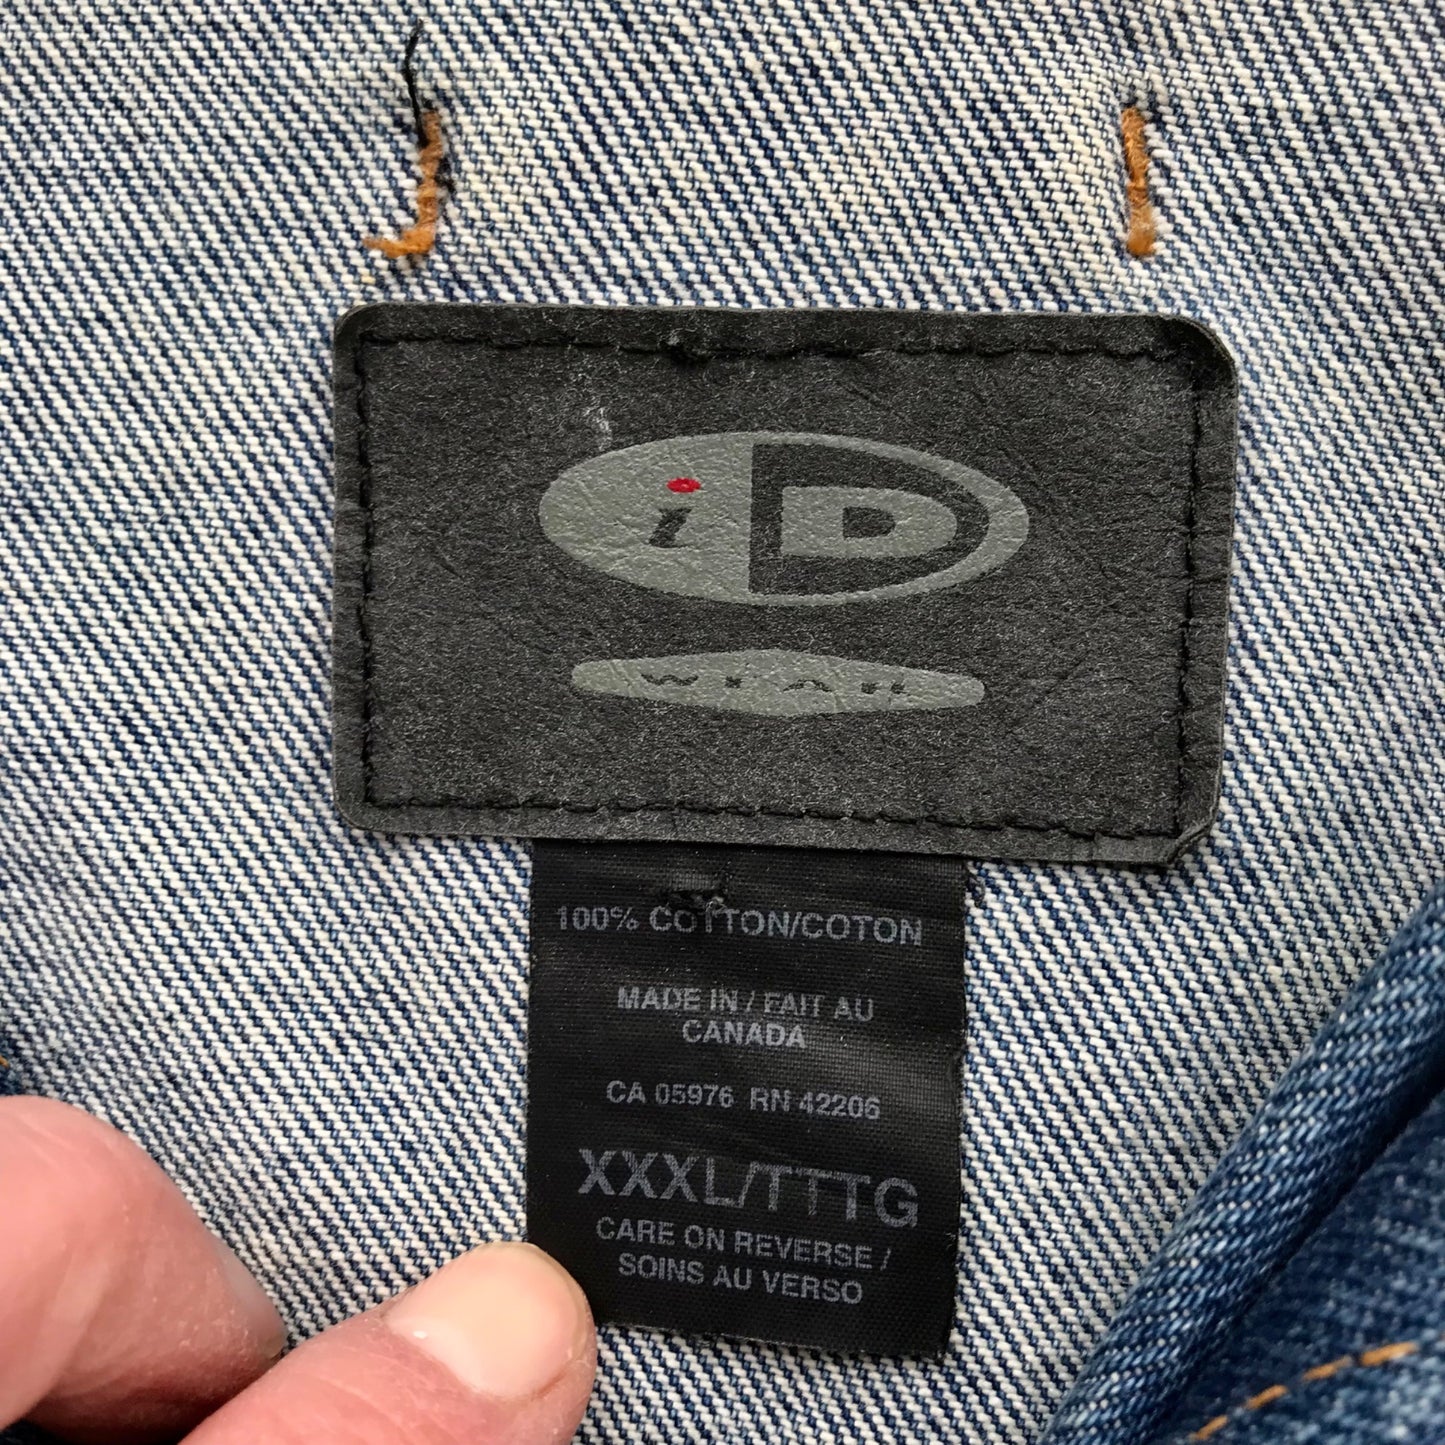 iD
WEAR
100% COTTON/COTON
MADE IN / FAIT AU
CANADA
CA 05976 RN 42206
XXXL/TTTG
CARE ON REVERSE /
SOINS AU VERSO